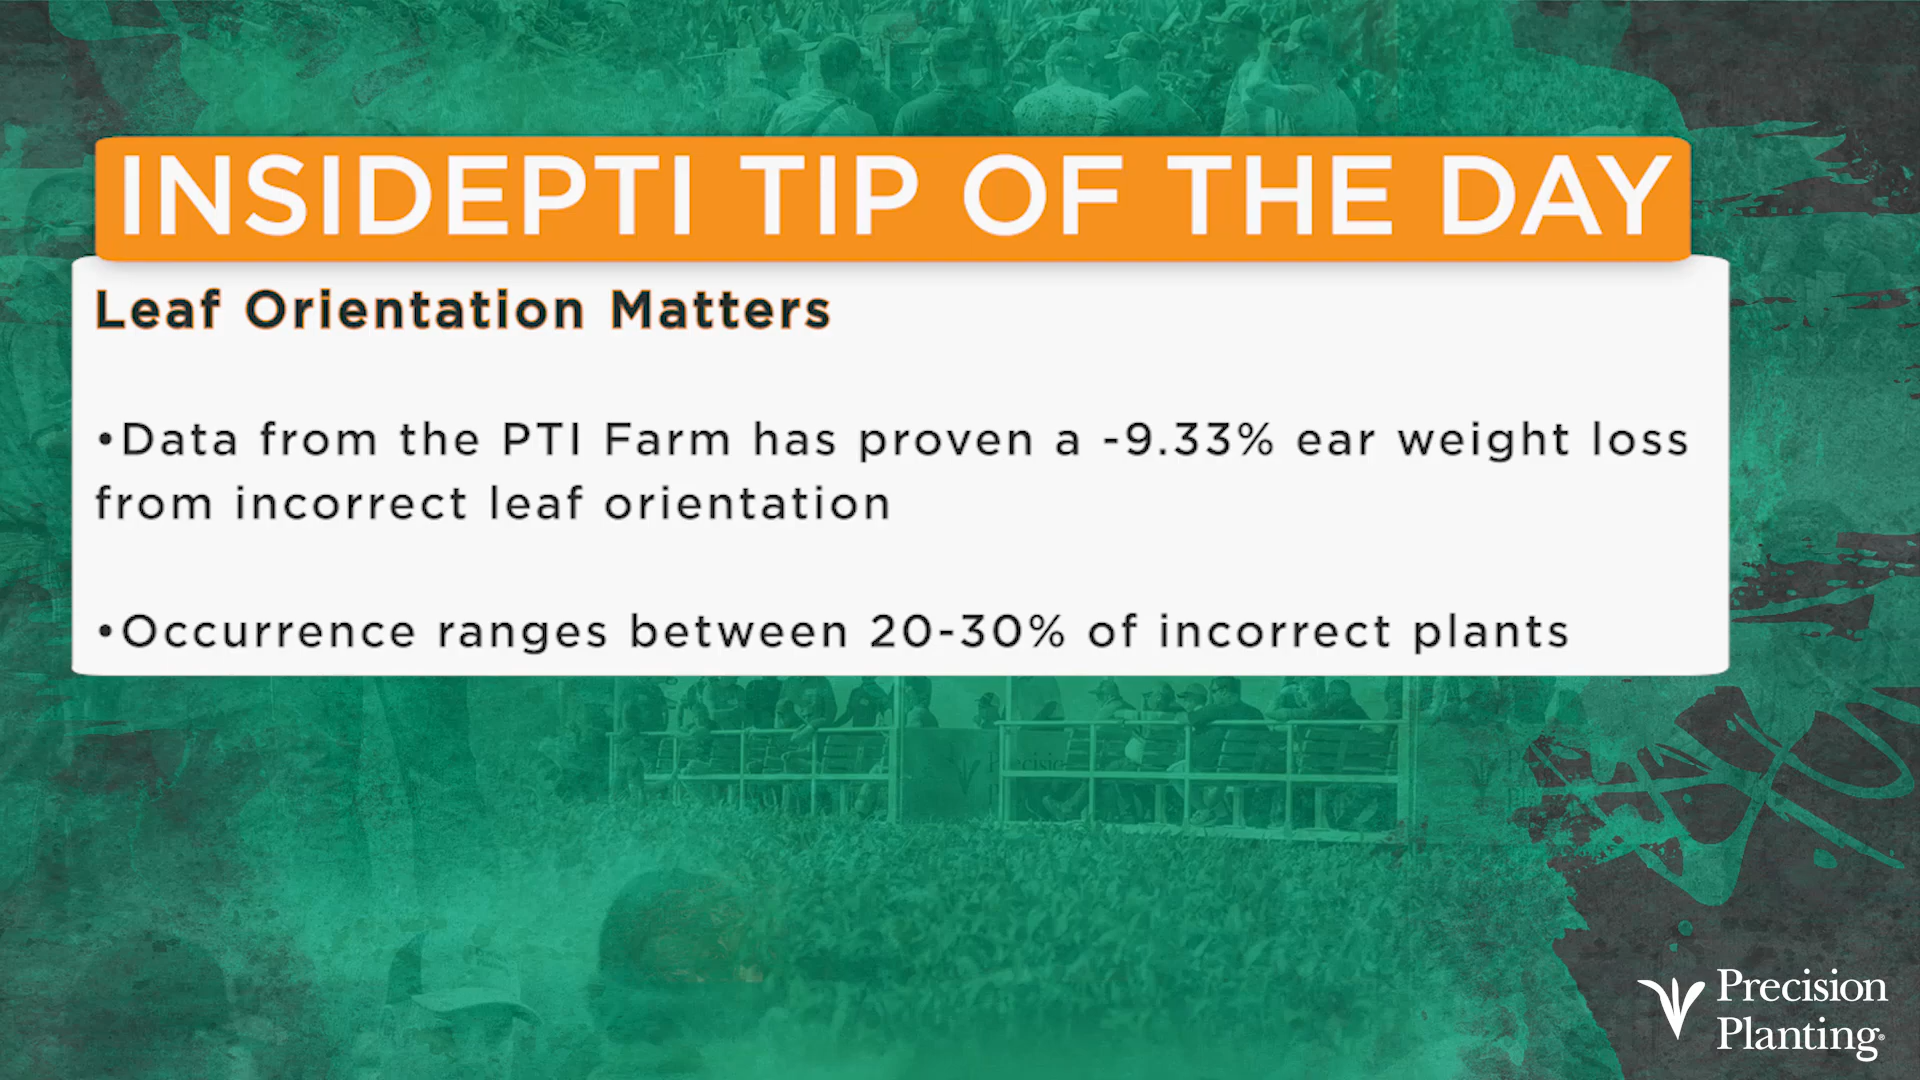 INSIDEPTI TIP OF THE DAY
Leaf Orientation Matters
•Data from the PTI Farm has proven a -9.33% ear weight loss
from incorrect leaf orientation
•Occurrence ranges between 20-30% of incorrect plants
Precision
Planting®